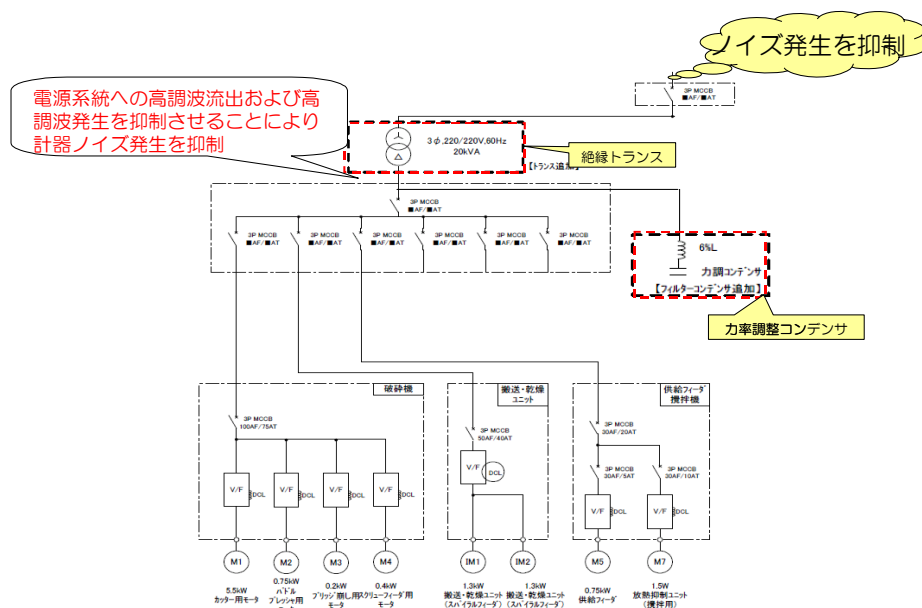 ノイズ発生を抑制
3P MCCB
■AF/■AT
電源系統への高調波流出および高
調波発生を抑制させることにより
計器ノイズ発生を抑制
3φ,220/220V,60Hz
20kVA
【トランス追加】
絶縁トランス
3P MCCB
■AF/■AT
3P MCCB
■AF/■AT
3P MCCB
■AF/■AT
3P MCCB
■AF/■AT
3P MCCB
■AF/■AT
3P MCCB
■AF/■AT
3P MCCB
■AF/■AT
6%L
力調コンデンサ
【フィルターコンデンサ追加】
力率調整コンデンサ
破砕機
3P MCCB
100AF/75AT
V/F
DCL
V/F
DCL
V/F
DCL
V/F
DCL
搬送・乾燥
ユニット
3P MCCB
50AF/40AT
V/F
DCL
供給フィーダ
攪拌機
3P MCCB
30AF/20AT
3P MCCB
30AF/5AT
3P MCCB
30AF/10AT
V/F
DCL
V/F
DCL
M1
M2
M3
M4
IM1
IM2
M5
M7
5.5kW
カッター用モータ
0.75kW
パドル
プレッシャ用
0.2kW
ブリッジ崩し用
モータ
0.4kW
スクリューフィーダ用
モータ
1.3kW
搬送・乾燥ユニット
(スパイラルフィーダ)
1.3kW
搬送・乾燥ユニット
(スパイラルフィーダ)
0.75kW
供給フィーダ
1.5W
放熱抑制ユニット
(攪拌用)